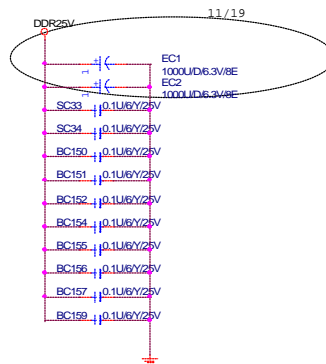 11/19
DDR25V
EC1
1 1000U/D/6.3V/8E
EC2
1 1000U/D/6.3V/8E
SC33 0.1U/6/Y/25V
SC34 0.1U/6/Y/25V
BC150 0.1U/6/Y/25V
BC151 0.1U/6/Y/25V
BC152 0.1U/6/Y/25V
BC154 0.1U/6/Y/25V
BC155 0.1U/6/Y/25V
BC156 0.1U/6/Y/25V
BC157 0.1U/6/Y/25V
BC159 0.1U/6/Y/25V